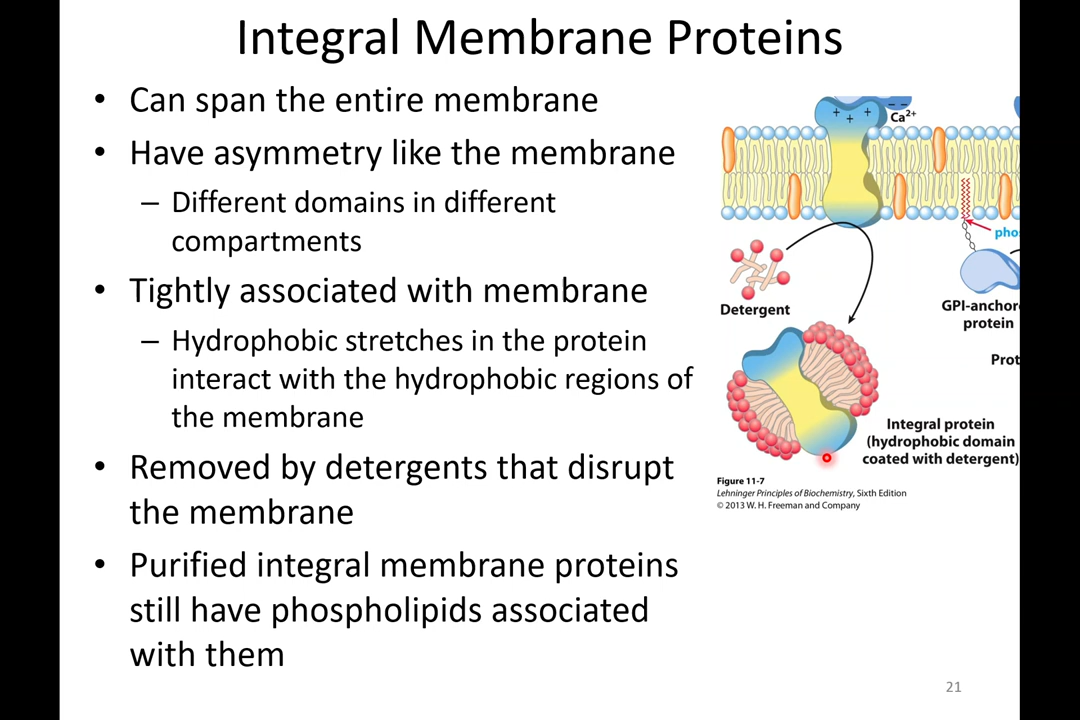 Integral Membrane Proteins
• Can span the entire membrane
• Have asymmetry like the membrane
– Different domains in different
compartments
• Tightly associated with membrane
– Hydrophobic stretches in the protein
interact with the hydrophobic regions of
the membrane
• Removed by detergents that disrupt
the membrane
• Purified integral membrane proteins
still have phospholipids associated
with them
– –
+ + +
Ca²⁺
pho
Detergent
GPI-anchor
protein
Prot
Integral protein
(hydrophobic domain
coated with detergent)
Figure 11-7
Lehninger Principles of Biochemistry, Sixth Edition
© 2013 W. H. Freeman and Company
21